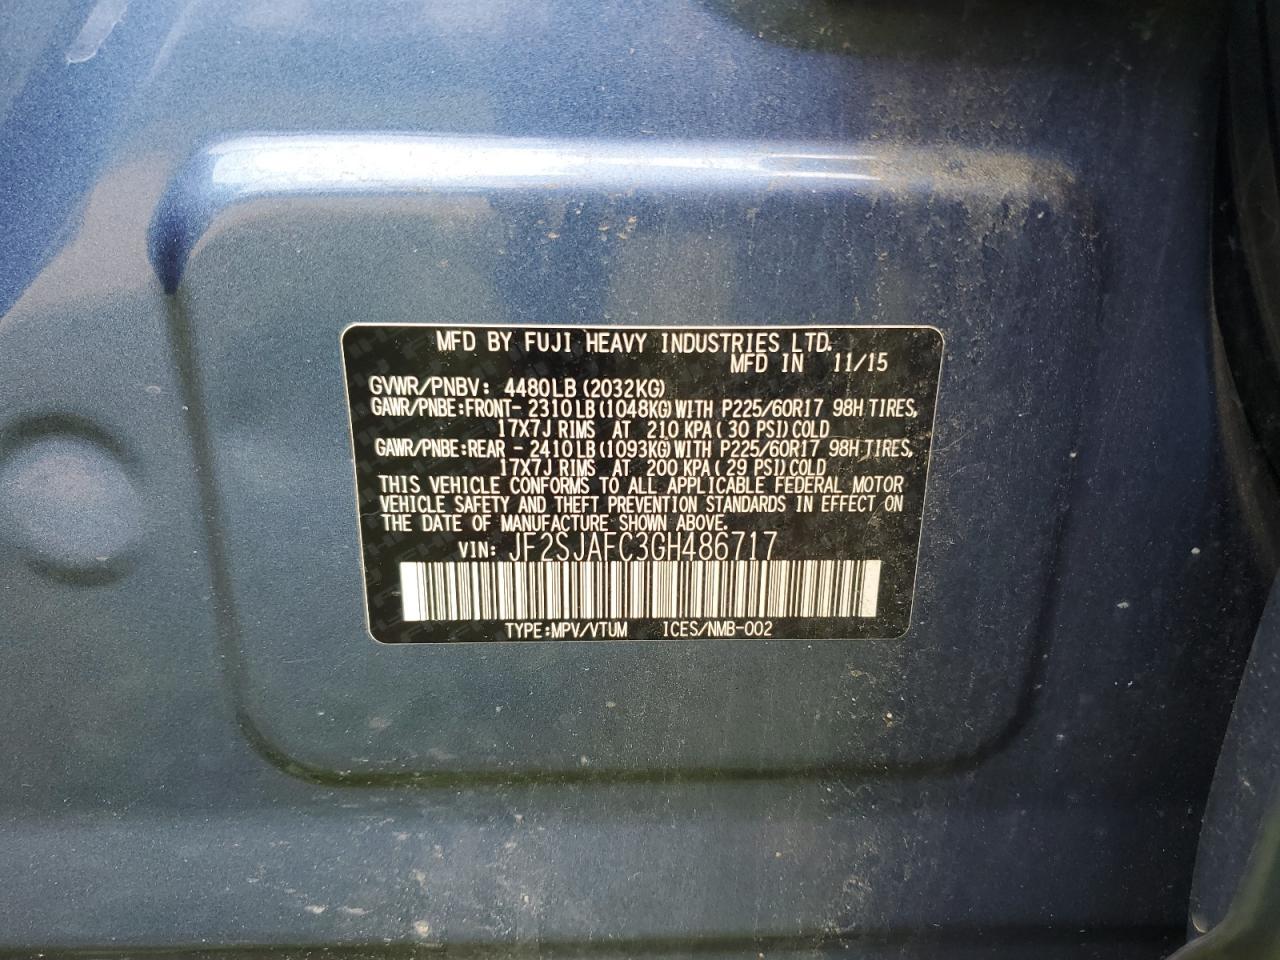 MFD BY FUJI HEAVY INDUSTRIES LTD.
MFD IN 11/15
GVWR/PNBV: 4480LB (2032KG)
GAWR/PNBE:FRONT- 2310LB (1048KG) WITH P225/60R17 98H TIRES,
17X7J RIMS AT 210 KPA ( 30 PSI) COLD
GAWR/PNBE:REAR - 2410LB (1093KG) WITH P225/60R17 98H TIRES,
17X7J RIMS AT 200 KPA ( 29 PSI) COLD
THIS VEHICLE CONFORMS TO ALL APPLICABLE FEDERAL MOTOR
VEHICLE SAFETY AND THEFT PREVENTION STANDARDS IN EFFECT ON
THE DATE OF MANUFACTURE SHOWN ABOVE.
VIN: JF2SJAFC3GH486717
TYPE:MPV/VTUM ICES/NMB-002